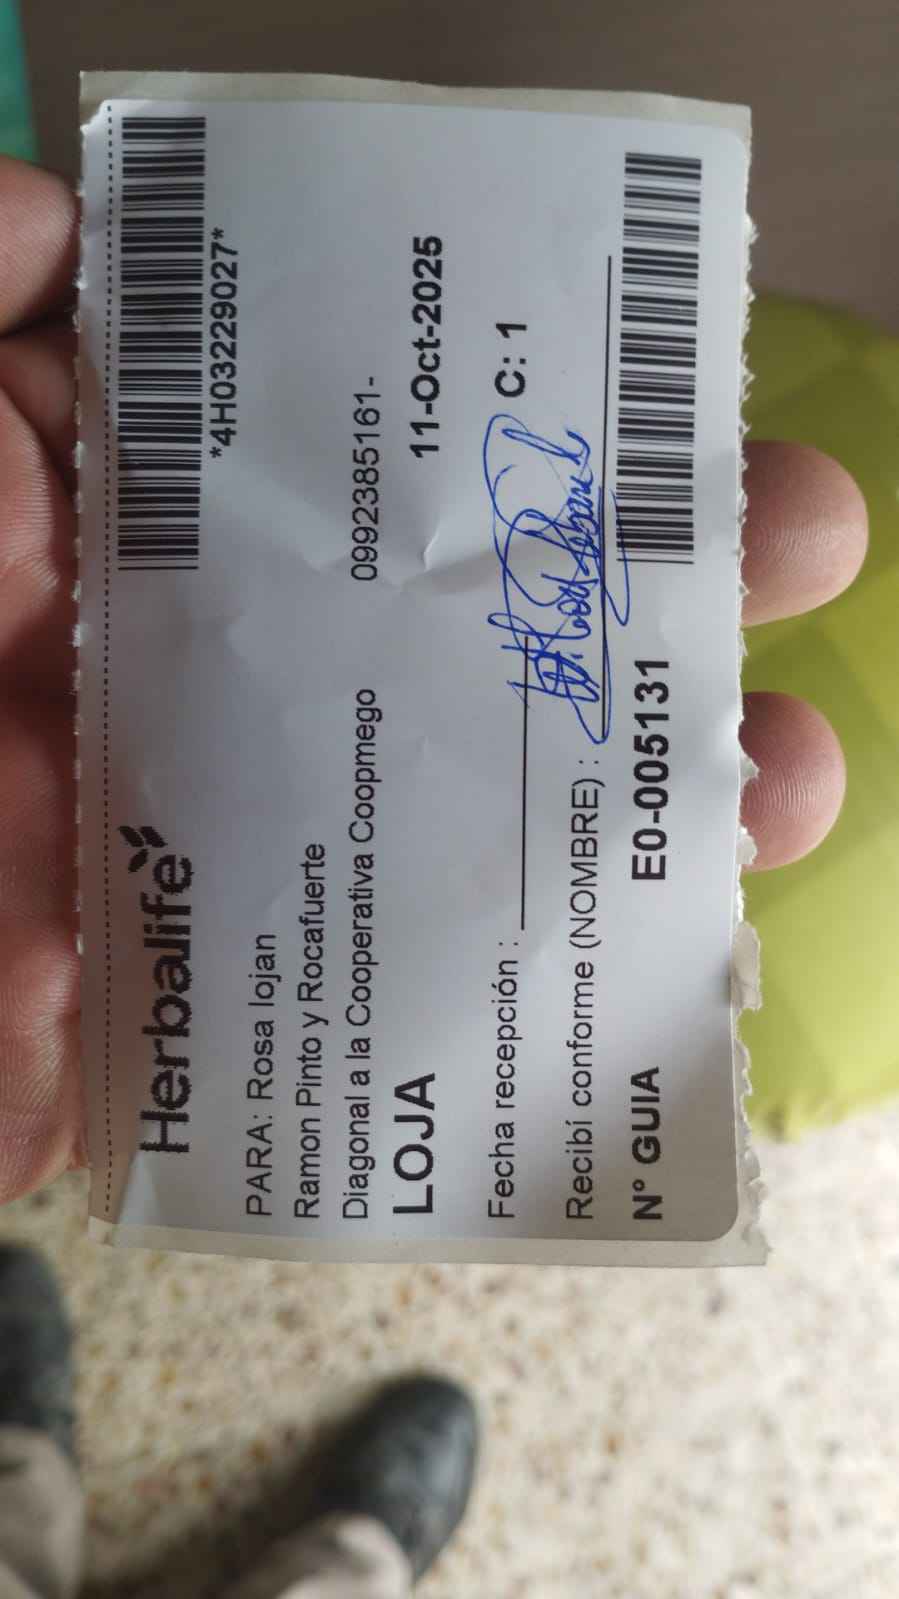 Herbalife
*4H03229027*
PARA: Rosa lojan
Ramon Pinto y Rocafuerte
Diagonal a la Cooperativa Coopmego 0992385161-
LOJA 11-Oct-2025
Fecha recepción : C: 1
Recibí conforme (NOMBRE) :
N° GUIA E0-005131